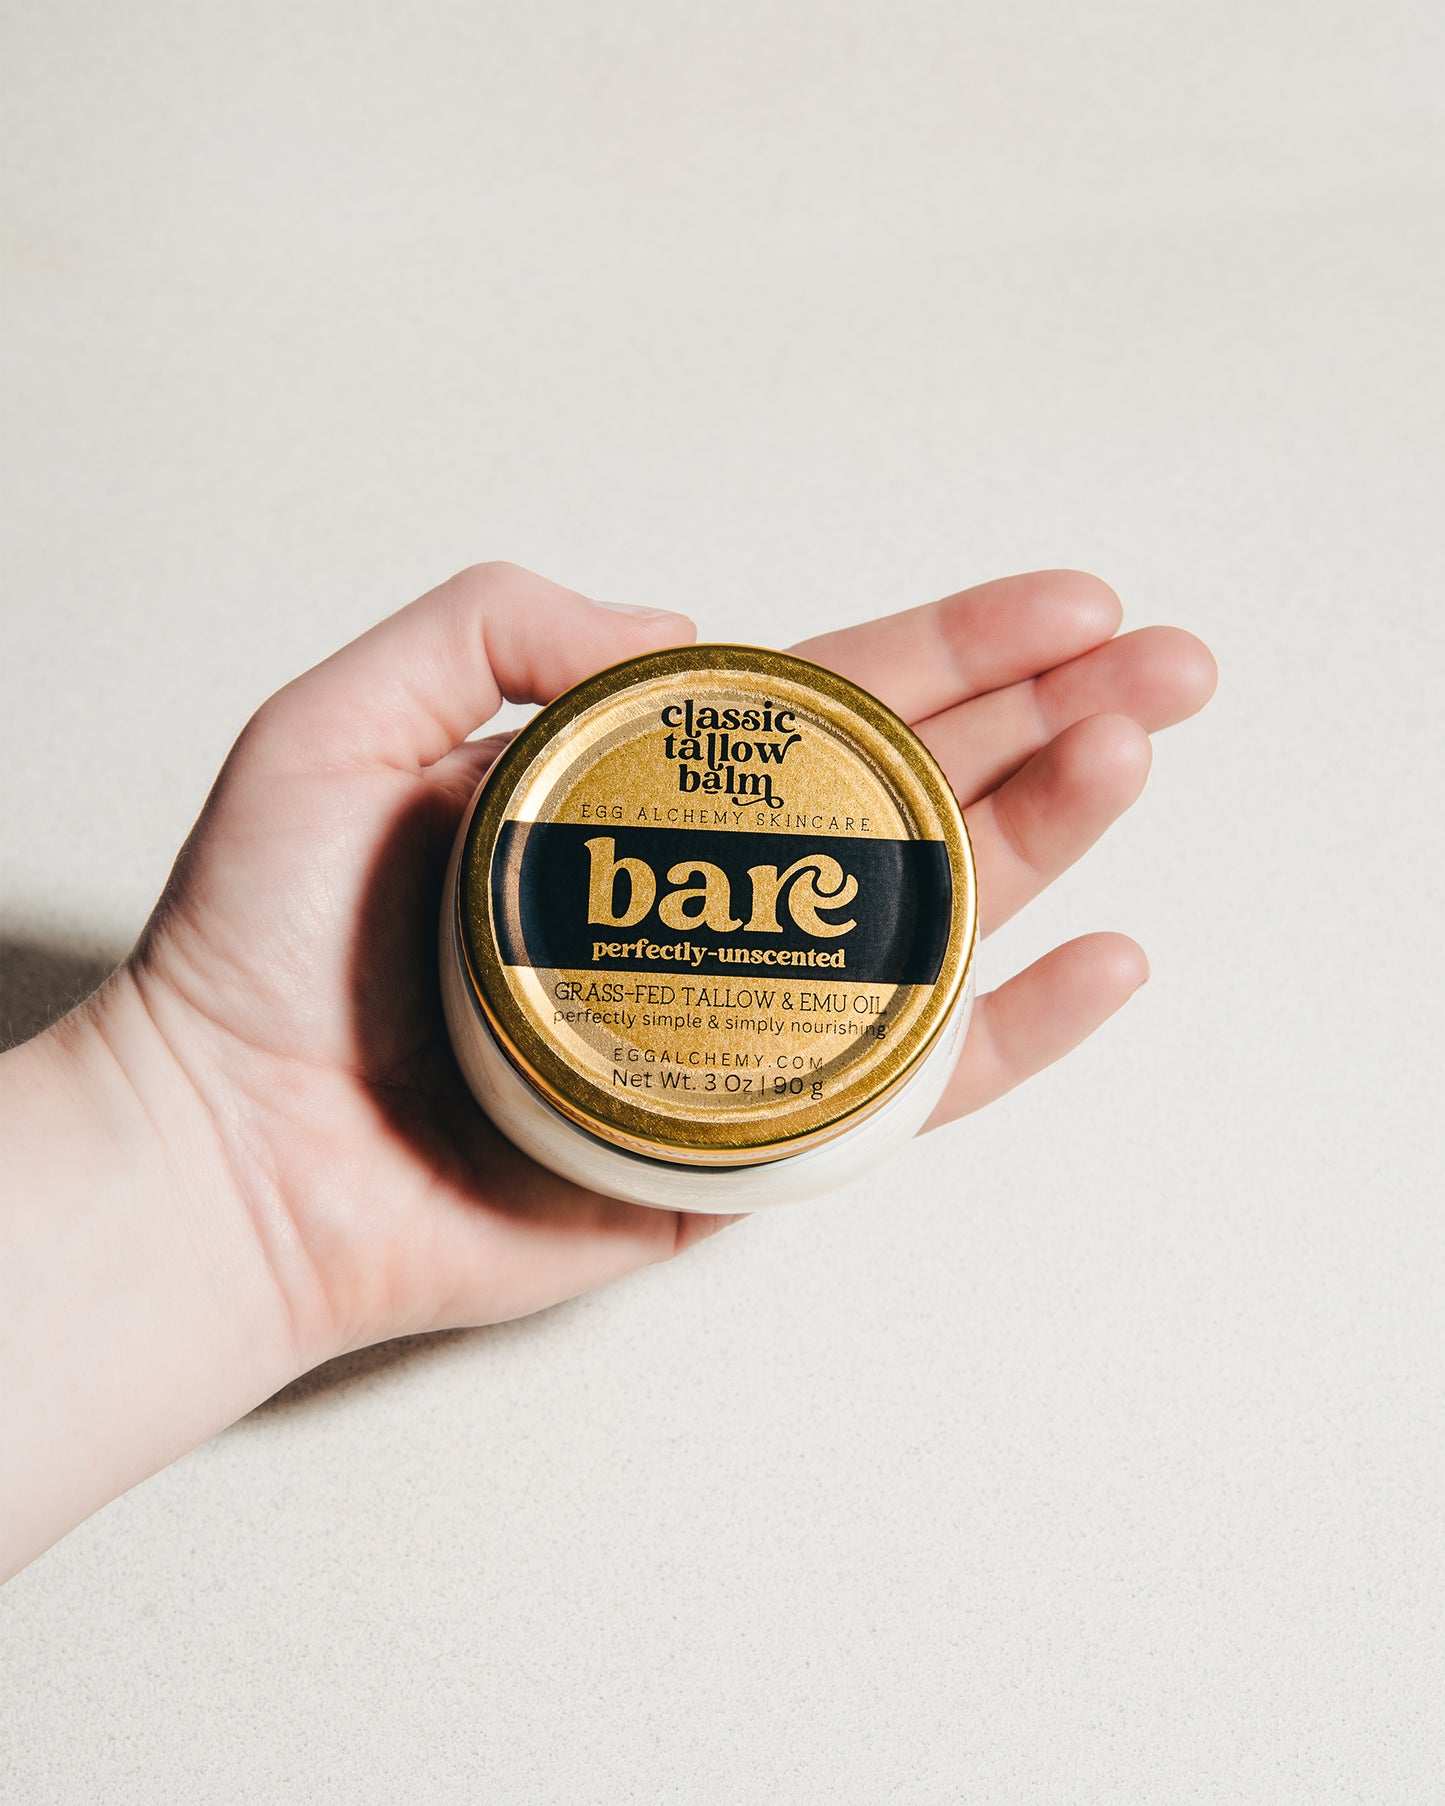 classic
tallow
balm
EGG ALCHEMY SKINCARE
bare
perfectly-unscented
GRASS-FED TALLOW & EMU OIL
perfectly simple & simply nourishing
EGGALCHEMY.COM
Net Wt. 3 Oz | 90 g